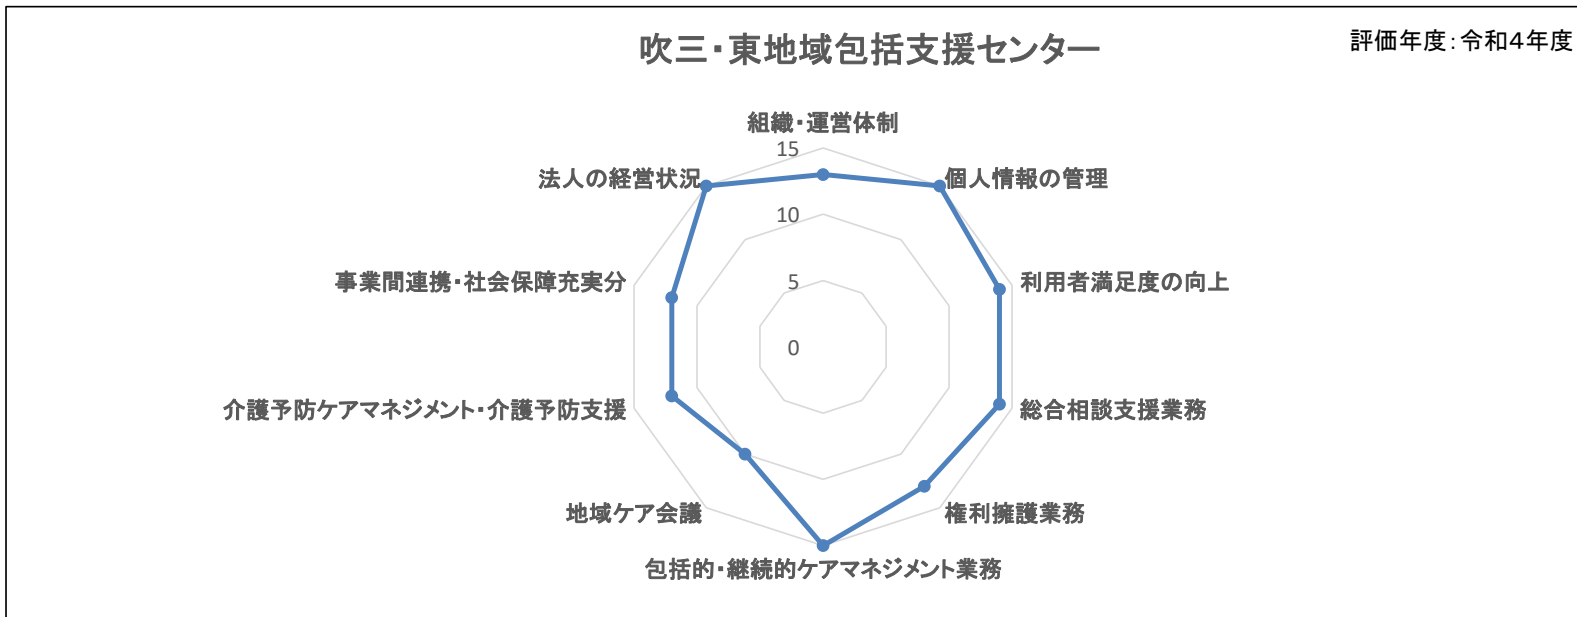 吹三・東地域包括支援センター
評価年度：令和4年度
組織・運営体制
15
法人の経営状況
個人情報の管理
10
事業間連携・社会保障充実分
5
利用者満足度の向上
0
介護予防ケアマネジメント・介護予防支援
総合相談支援業務
地域ケア会議
権利擁護業務
包括的・継続的ケアマネジメント業務